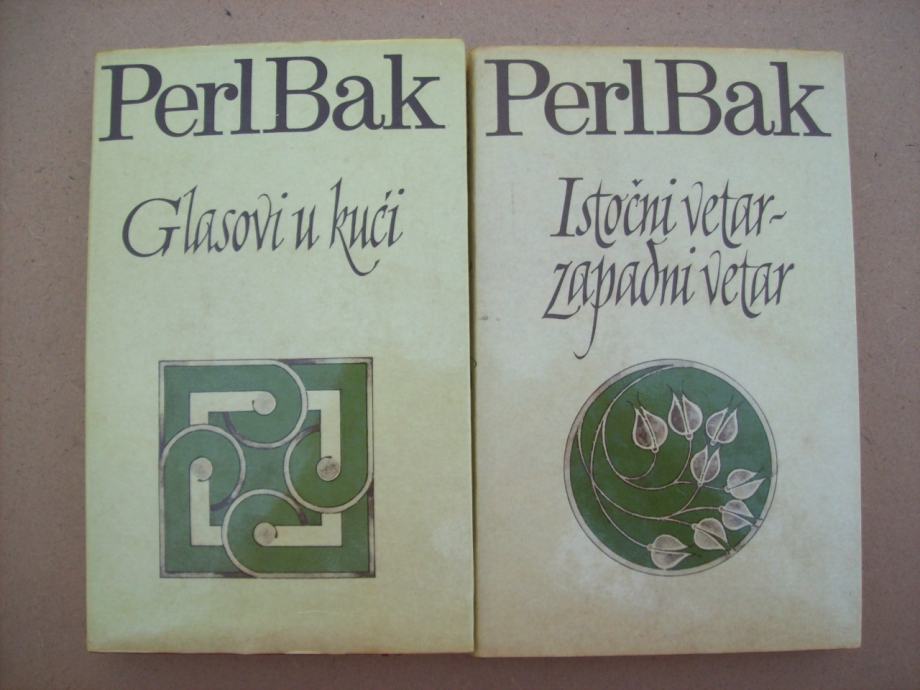 Perl Bak
Glasovi u kući
Perl Bak
Istočni vetar-
zapadni vetar